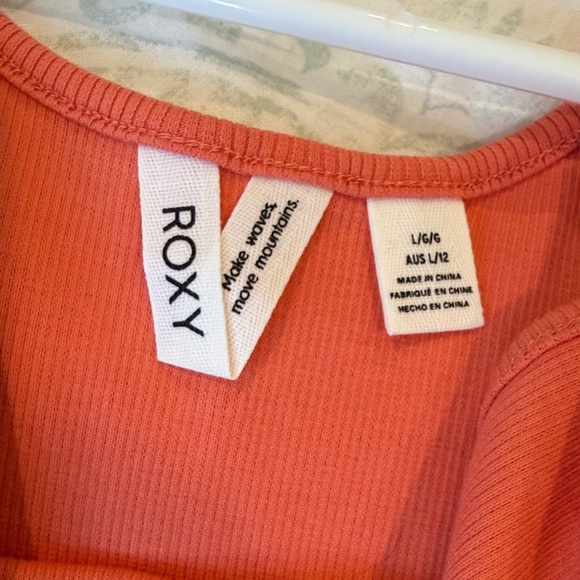 ROXY
Make waves,
move mountains.
L/G/G
AUS L/12
MADE IN CHINA
FABRIQUÉ EN CHINE
HECHO EN CHINA